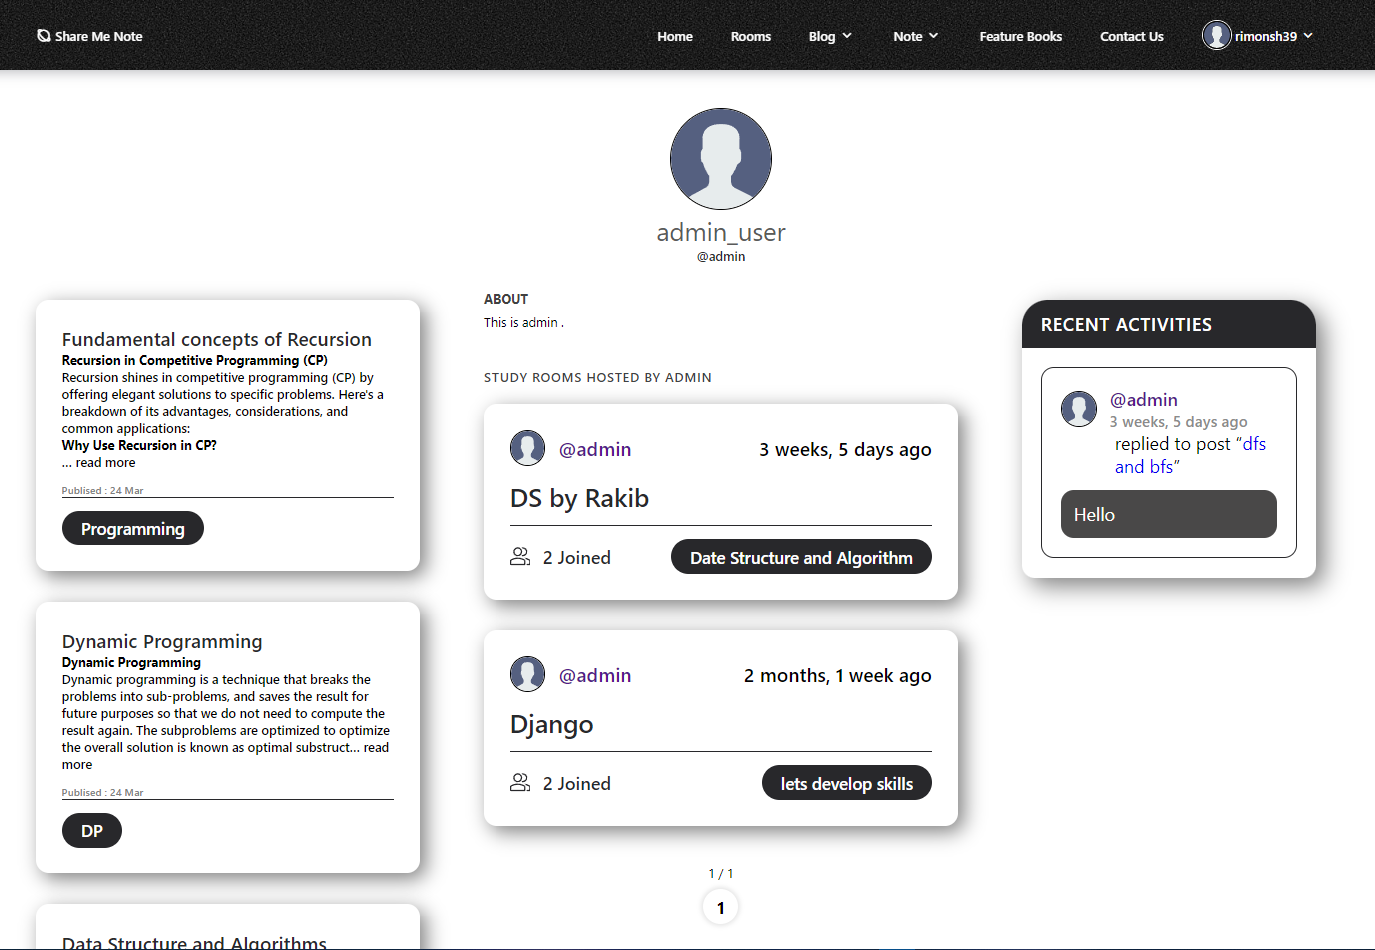 Share Me Note
Home
Rooms
Blog
Note
Feature Books
Contact Us
rimonsh39
admin_user
@admin
Fundamental concepts of Recursion
Recursion in Competitive Programming (CP)
Recursion shines in competitive programming (CP) by
offering elegant solutions to specific problems. Here's a
breakdown of its advantages, considerations, and
common applications:
Why Use Recursion in CP?
... read more
Publised : 24 Mar
Programming
Dynamic Programming
Dynamic Programming
Dynamic programming is a technique that breaks the
problems into sub-problems, and saves the result for
future purposes so that we do not need to compute the
result again. The subproblems are optimized to optimize
the overall solution is known as optimal substruct... read
more
Publised : 24 Mar
DP
Data Structure and Algorithms
ABOUT
This is admin .
STUDY ROOMS HOSTED BY ADMIN
@admin
3 weeks, 5 days ago
DS by Rakib
2 Joined
Date Structure and Algorithm
@admin
2 months, 1 week ago
Django
2 Joined
lets develop skills
1 / 1
1
RECENT ACTIVITIES
@admin
3 weeks, 5 days ago
replied to post “dfs
and bfs”
Hello